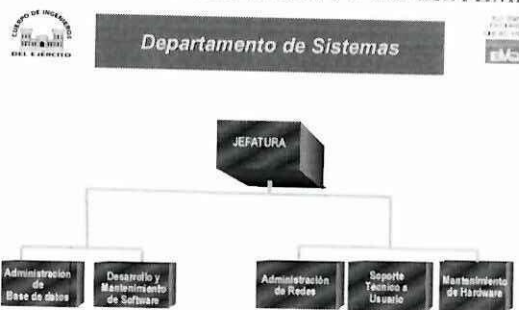 CUERPO DE INGENIEROS
DEL EJÉRCITO
Departamento de Sistemas
JEFATURA
Administración
de
Base de datos
Desarrollo y
Mantenimiento
de Software
Administración
de Redes
Soporte
Técnico a
Usuario
Mantenimiento
de Hardware